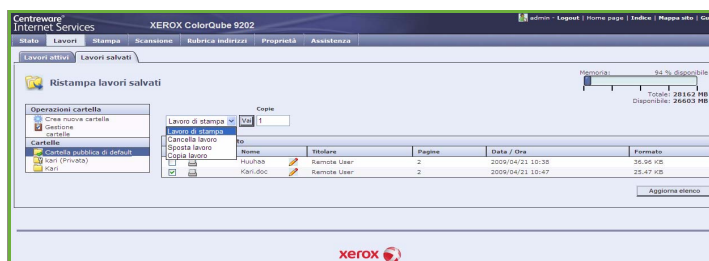 Centreware®
Internet Services
XEROX ColorQube 9202
admin - Logout | Home page | Indice | Mappa sito |
Stato Lavori Stampa Scansione Rubrica indirizzi Proprietà Assistenza
Lavori attivi Lavori salvati
Ristampa lavori salvati
Memoria: 94 % disponibile
Totale: 28162 MB
Disponibile: 26603 MB
Operazioni cartella
Crea nuova cartella
Gestione
cartelle
Cartelle
Cartella pubblica di default
kari (Privata)
Kari
Copie
Lavoro di stampa Vai 1
Lavoro di stampa
Cancella lavoro
Sposta lavoro
Copia lavoro
Nome Titolare Pagine Data / Ora Formato
Huuhaa Remote User 2 2009/04/21 10:38 36.96 KB
Kari.doc Remote User 2 2009/04/21 10:47 25.47 KB
Aggiorna elenco
xerox